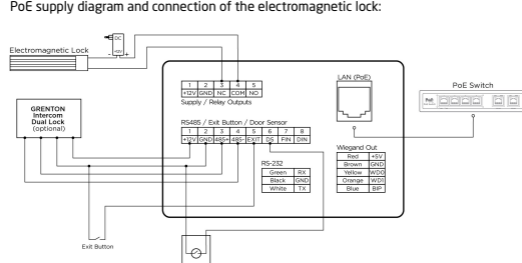 PoE supply diagram and connection of the electromagnetic lock:
DC
- +
Electromagnetic Lock
1 2 3 4 5
+12V GND NC COM NO
Supply / Relay Outputs
LAN (PoE)
PoE Switch
PoE
GRENTON
Intercom
Dual Lock
(optional)
RS485 / Exit Button / Door Sensor
1 2 3 4 5 6 7 8
+12V GND 485+ 485- EXIT DS FIN DIN
Wiegand Out
Red +5V
Brown GND
Yellow WD0
Orange WD1
Blue BIP
RS-232
Green RX
Black GND
White TX
Exit Button